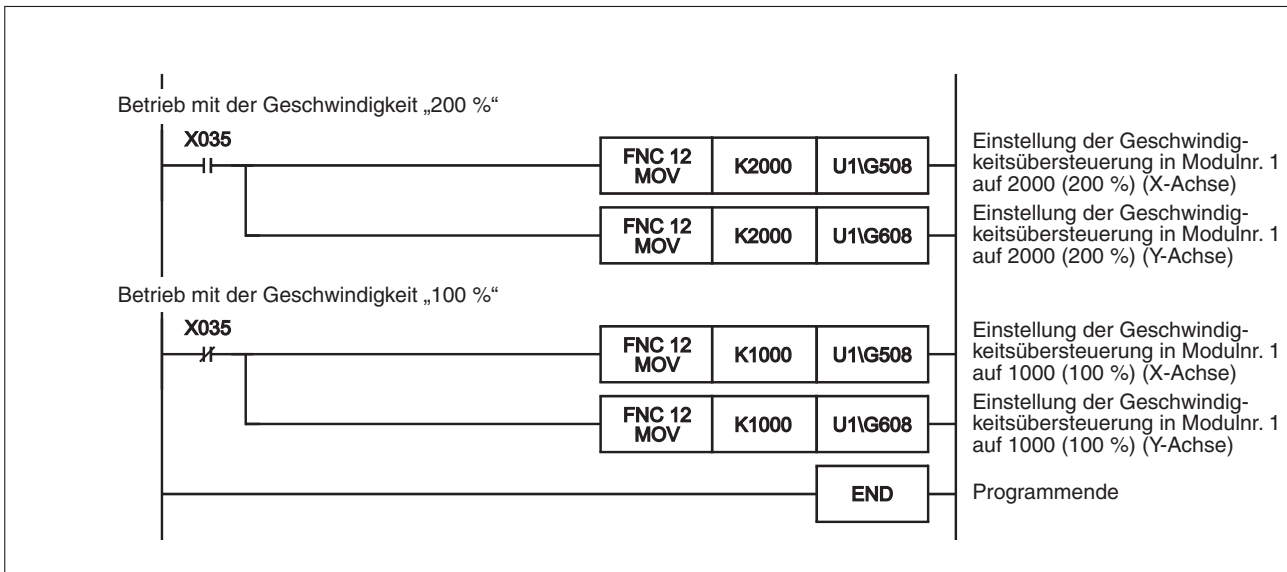 Betrieb mit der Geschwindigkeit „200 %“
X035
FNC 12
MOV
K2000
U1\G508
Einstellung der Geschwindig-
keitsübersteuerung in Modulnr. 1
auf 2000 (200 %) (X-Achse)
FNC 12
MOV
K2000
U1\G608
Einstellung der Geschwindig-
keitsübersteuerung in Modulnr. 1
auf 2000 (200 %) (Y-Achse)
Betrieb mit der Geschwindigkeit „100 %“
X035
FNC 12
MOV
K1000
U1\G508
Einstellung der Geschwindig-
keitsübersteuerung in Modulnr. 1
auf 1000 (100 %) (X-Achse)
FNC 12
MOV
K1000
U1\G608
Einstellung der Geschwindig-
keitsübersteuerung in Modulnr. 1
auf 1000 (100 %) (Y-Achse)
END
Programmende